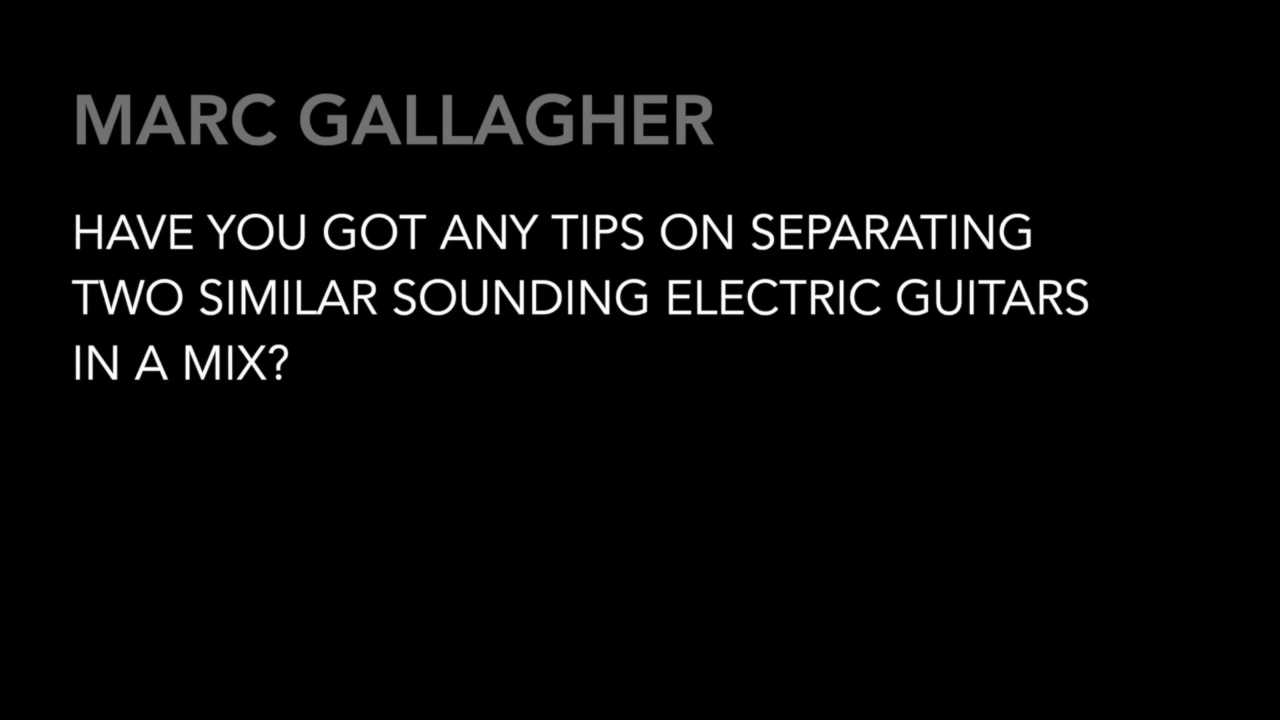 MARC GALLAGHER
HAVE YOU GOT ANY TIPS ON SEPARATING
TWO SIMILAR SOUNDING ELECTRIC GUITARS
IN A MIX?